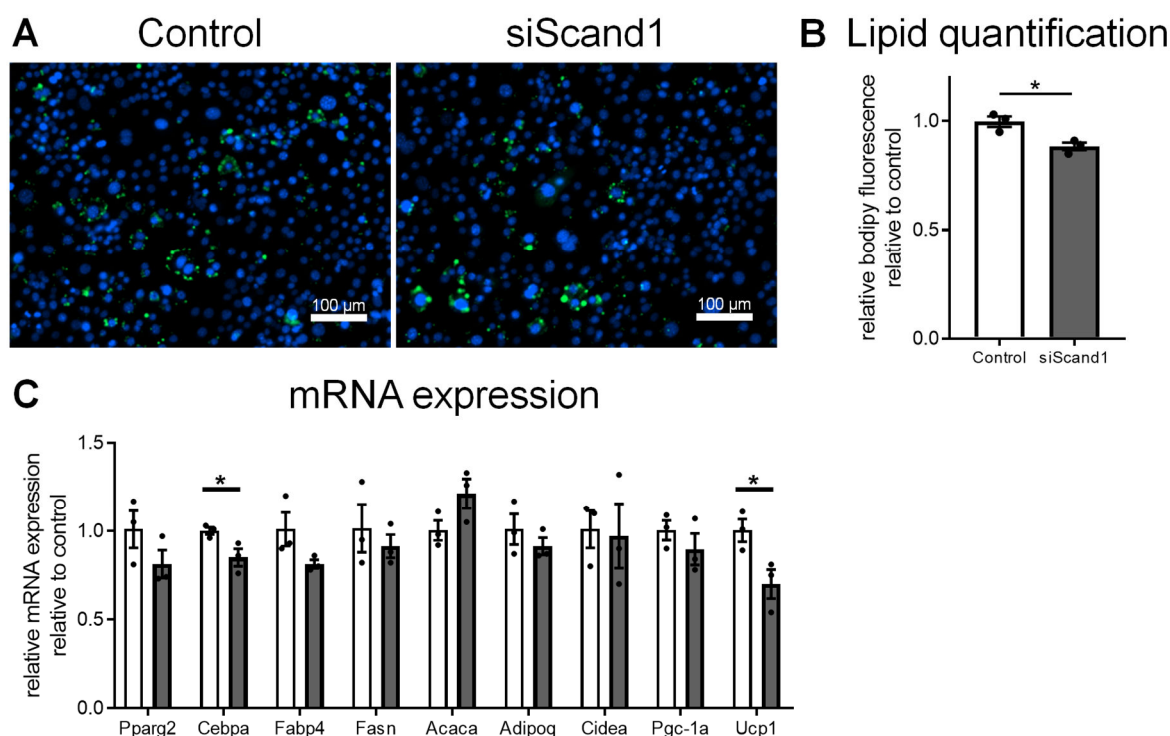 A Control siScand1
100 µm 100 µm
B Lipid quantification
*
relative bodipy fluorescence
relative to control
1.0
0.5
0.0
Control siScand1
C mRNA expression
relative mRNA expression
relative to control
1.5
1.0
0.5
0.0
* *
Pparg2 Cebpa Fabp4 Fasn Acaca Adipoq Cidea Pgc-1a Ucp1